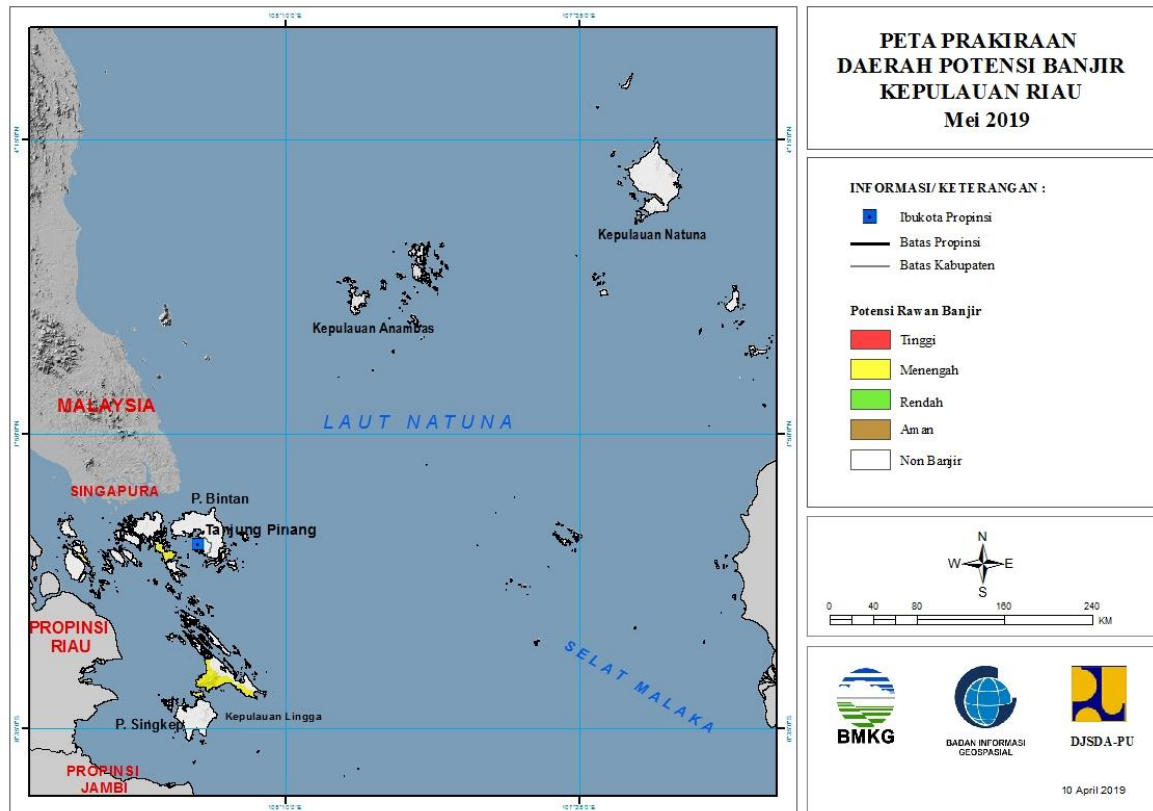 PETA PRAKIRAAN
DAERAH POTENSI BANJIR
KEPULAUAN RIAU
Mei 2019
INFORMASI/ KETERANGAN :
Ibukota Propinsi
Batas Propinsi
Batas Kabupaten
Potensi Rawan Banjir
Tinggi
Menengah
Rendah
Aman
Non Banjir
N
W
E
S
0 40 80 160 240
KM
BMKG
BADAN INFORMASI
GEOSPASIAL
DJSDA-PU
10 April 2019
Kepulauan Natuna
Kepulauan Anambas
MALAYSIA
LAUT NATUNA
SINGAPURA
P. Bintan
Tanjung Pinang
PROPINSI
RIAU
SELAT MALAKA
P. Singkep
Kepulauan Lingga
PROPINSI
JAMBI